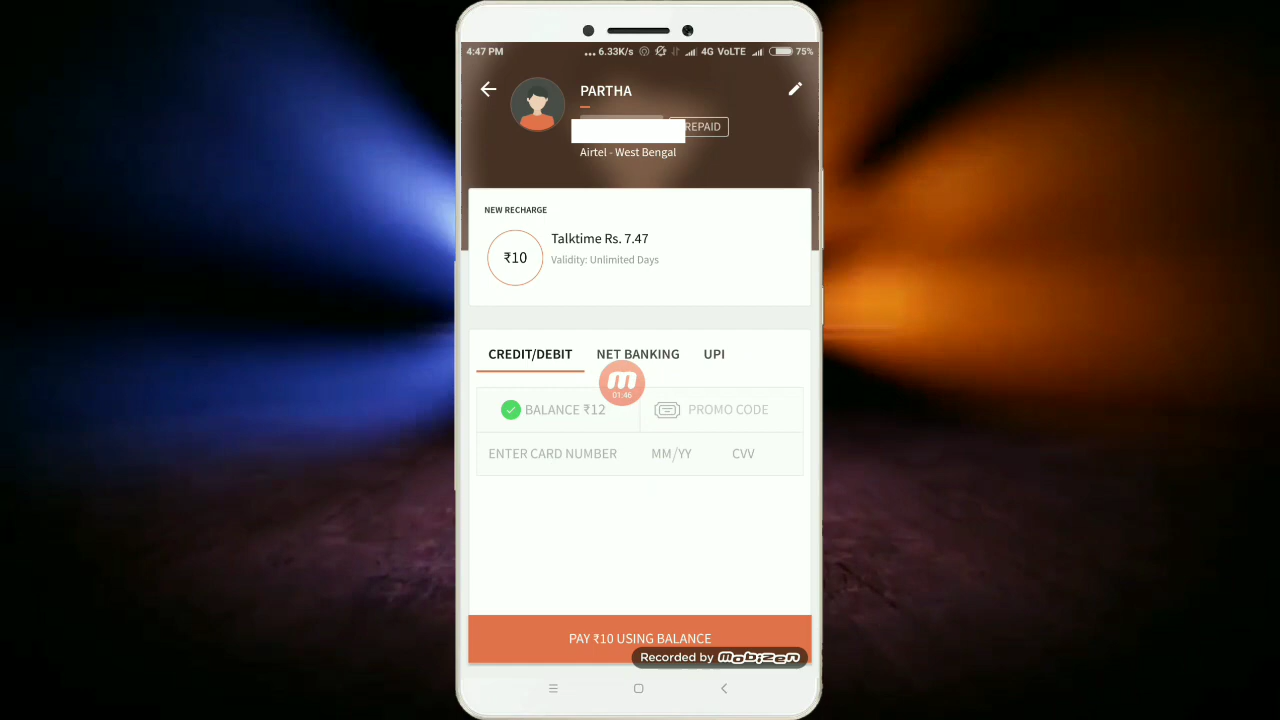 4:47 PM
... 6.33K/s 4G VoLTE 75%
PARTHA
REPAID
Airtel - West Bengal
NEW RECHARGE
₹10
Talktime Rs. 7.47
Validity: Unlimited Days
CREDIT/DEBIT NET BANKING UPI
m
01:46
BALANCE ₹12 PROMO CODE
ENTER CARD NUMBER MM/YY CVV
PAY ₹10 USING BALANCE
Recorded by mobizen